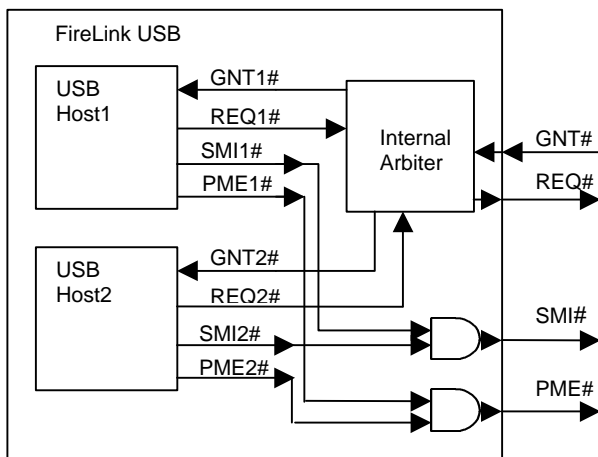 FireLink USB
USB
Host1
GNT1#
REQ1#
SMI1#
PME1#
Internal
Arbiter
GNT#
REQ#
USB
Host2
GNT2#
REQ2#
SMI2#
PME2#
SMI#
PME#